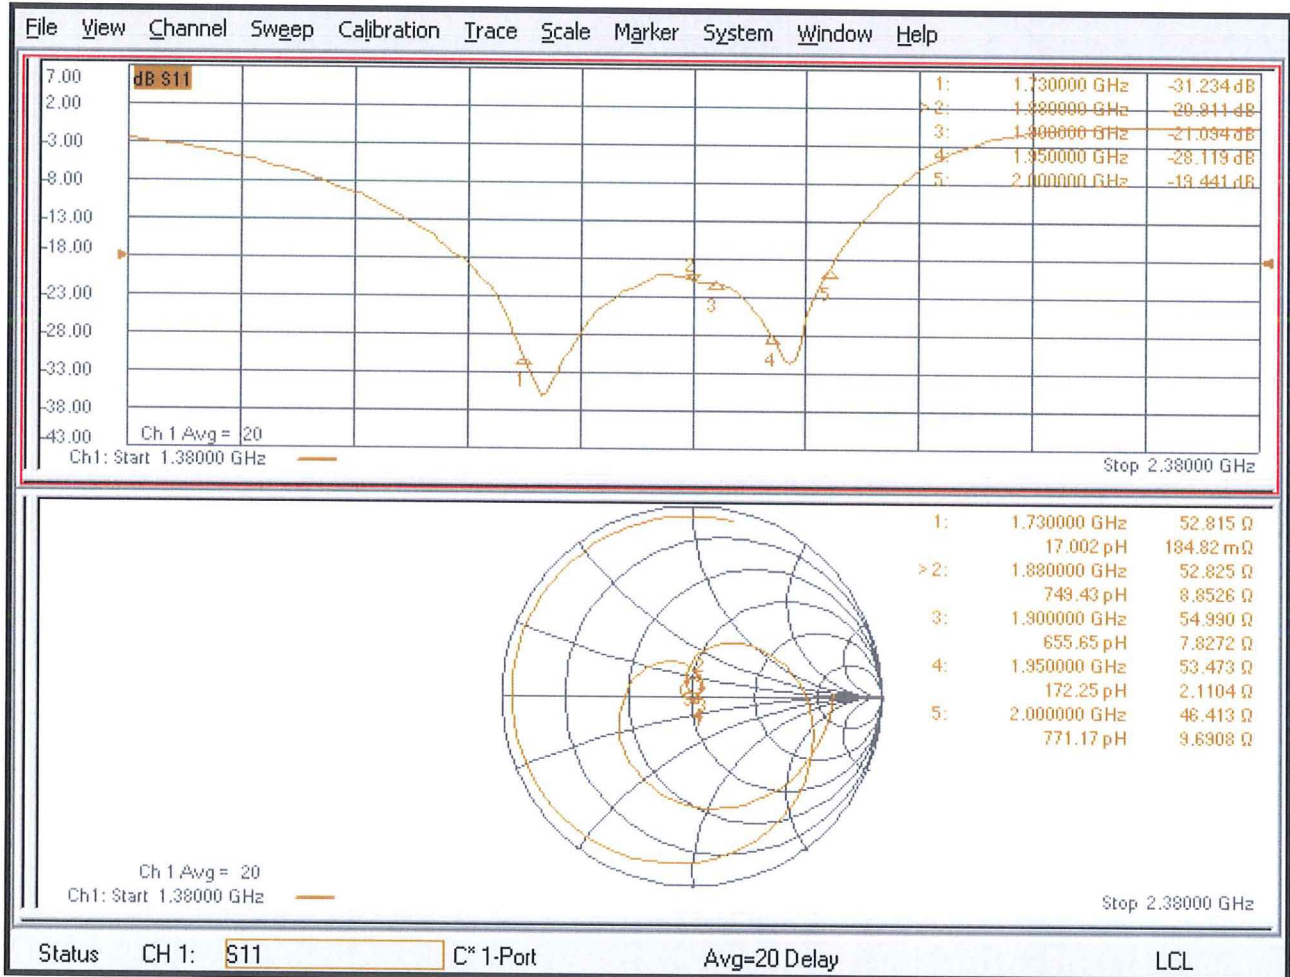 File View Channel Sweep Calibration Trace Scale Marker System Window Help
7.00
2.00
-3.00
-8.00
-13.00
-18.00
-23.00
-28.00
-33.00
-38.00
-43.00
dB S11
1: 1.730000 GHz -31.234 dB
>2: 1.880000 GHz -20.911 dB
3: 1.900000 GHz -21.094 dB
4: 1.950000 GHz -28.119 dB
5: 2.000000 GHz -19.441 dB
1
2
3
4
5
Ch 1 Avg = 20
Ch1: Start 1.38000 GHz
Stop 2.38000 GHz
1: 1.730000 GHz 52.815 Ω
17.002 pH 184.82 mΩ
>2: 1.880000 GHz 52.825 Ω
749.43 pH 8.8526 Ω
3: 1.900000 GHz 54.990 Ω
655.65 pH 7.8272 Ω
4: 1.950000 GHz 53.473 Ω
172.25 pH 2.1104 Ω
5: 2.000000 GHz 46.413 Ω
771.17 pH 9.6908 Ω
Ch 1 Avg = 20
Ch1: Start 1.38000 GHz
Stop 2.38000 GHz
Status CH 1: S11 C* 1-Port Avg=20 Delay LCL